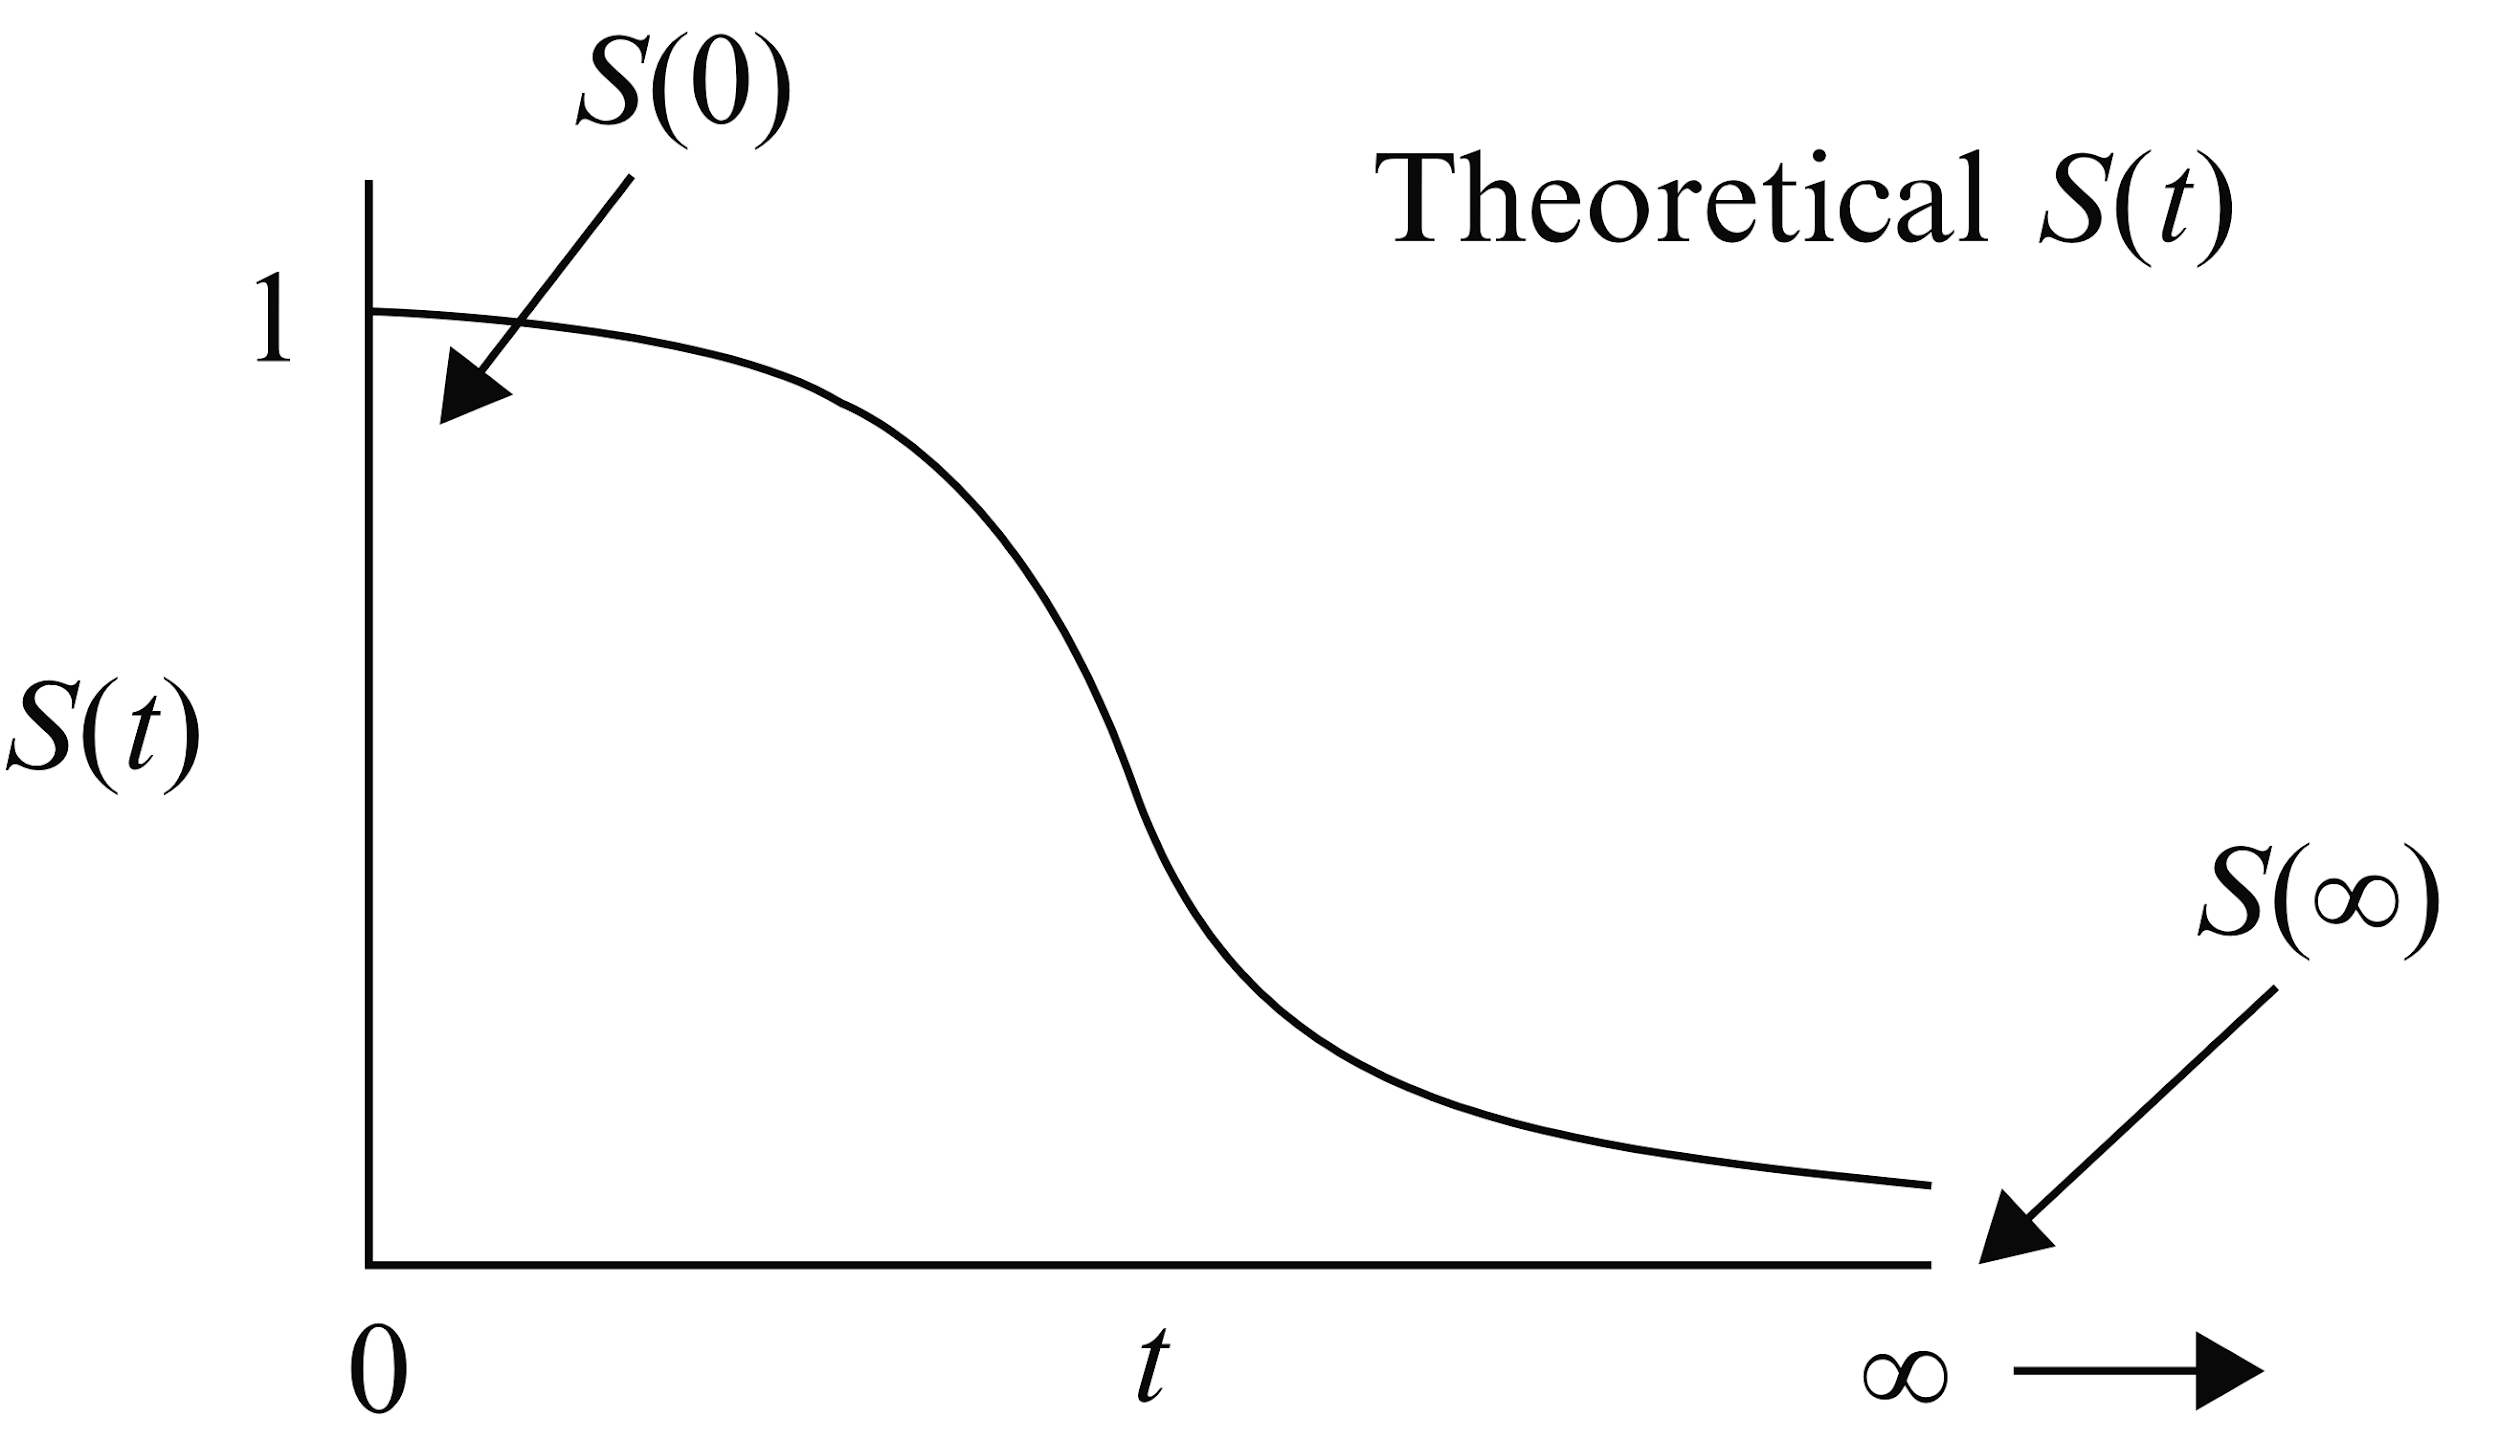 S(0)
Theoretical S(t)
1
S(t)
S(∞)
0
t
∞